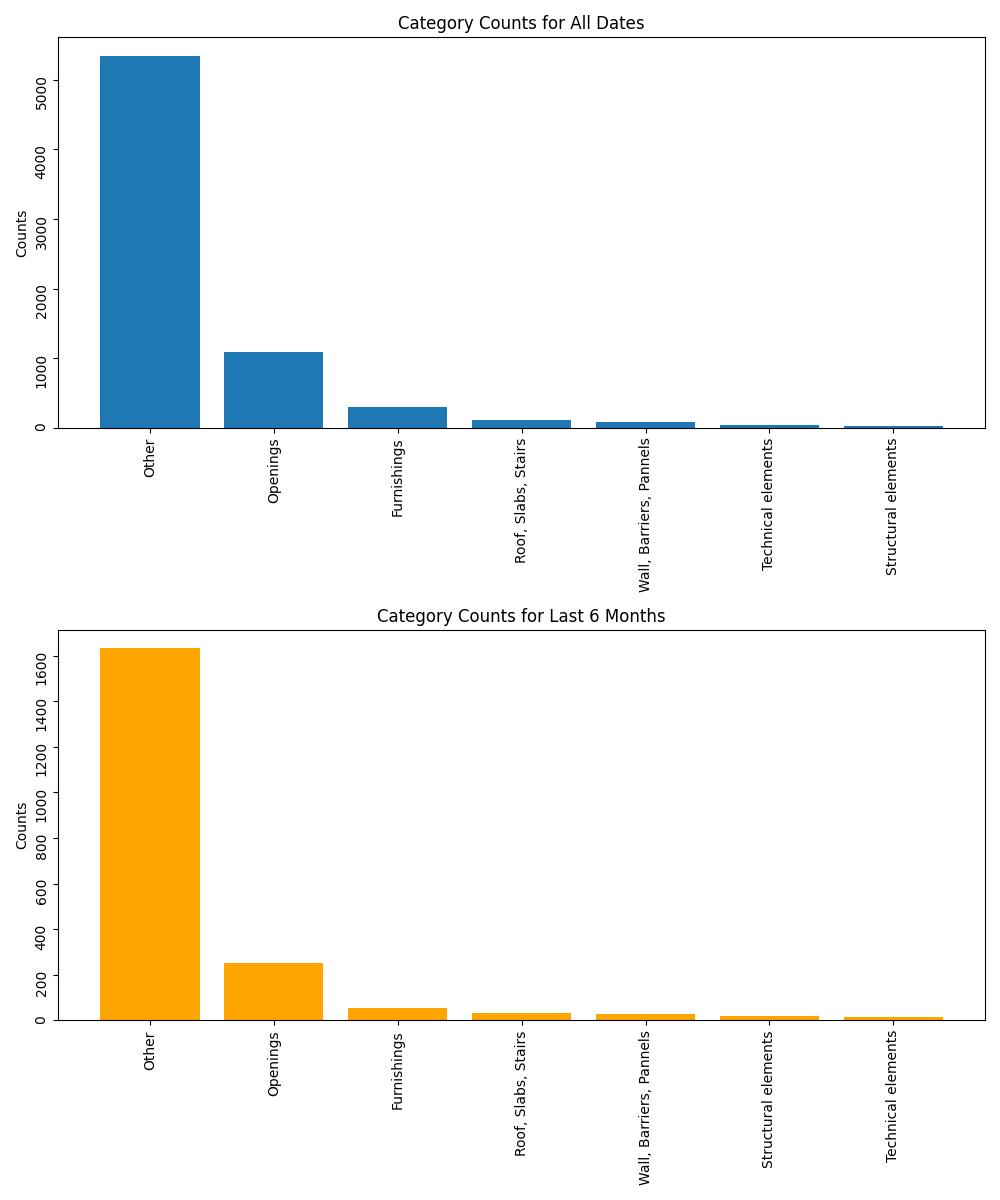 Category Counts for All Dates
Counts
5000
4000
3000
2000
1000
0
Other
Openings
Furnishings
Roof, Slabs, Stairs
Wall, Barriers, Pannels
Technical elements
Structural elements
Category Counts for Last 6 Months
Counts
1600
1400
1200
1000
800
600
400
200
0
Other
Openings
Furnishings
Roof, Slabs, Stairs
Wall, Barriers, Pannels
Structural elements
Technical elements